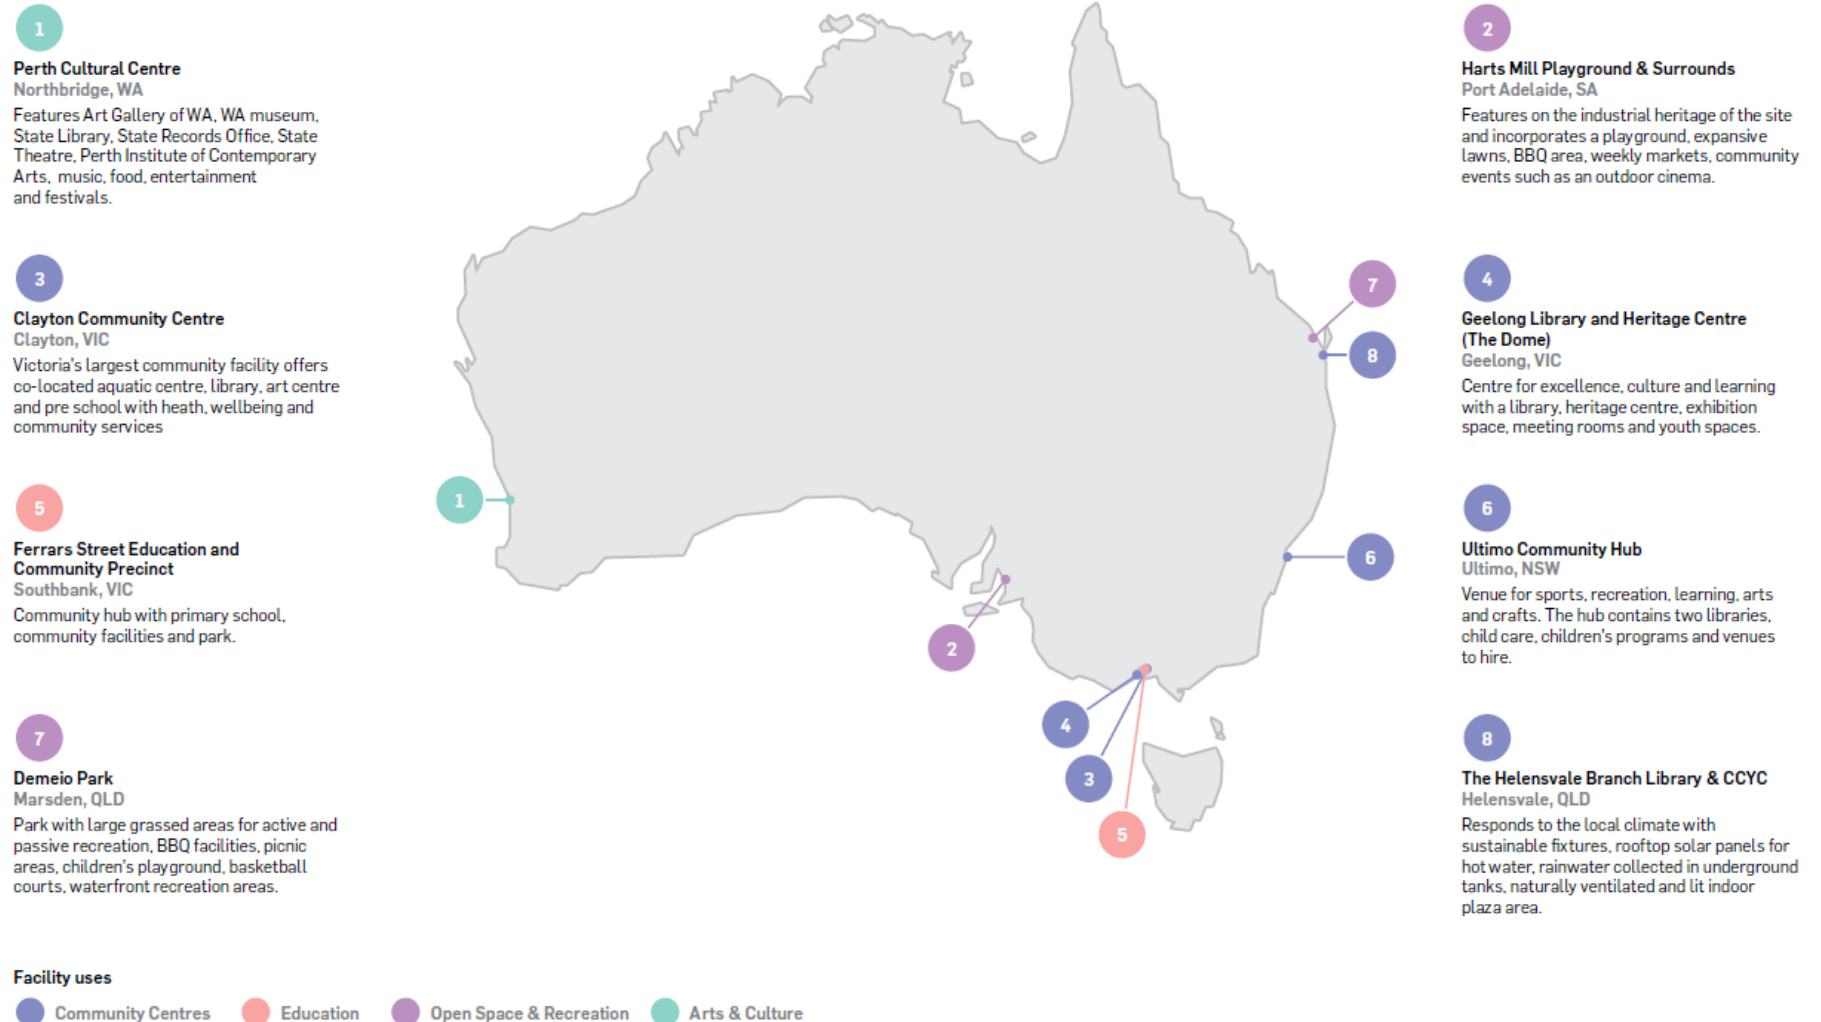 1
Perth Cultural Centre
Northbridge, WA
Features Art Gallery of WA, WA museum,
State Library, State Records Office, State
Theatre, Perth Institute of Contemporary
Arts, music, food, entertainment
and festivals.
2
Harts Mill Playground & Surrounds
Port Adelaide, SA
Features on the industrial heritage of the site
and incorporates a playground, expansive
lawns, BBQ area, weekly markets, community
events such as an outdoor cinema.
3
Clayton Community Centre
Clayton, VIC
Victoria's largest community facility offers
co-located aquatic centre, library, art centre
and pre school with heath, wellbeing and
community services
4
Geelong Library and Heritage Centre
(The Dome)
Geelong, VIC
Centre for excellence, culture and learning
with a library, heritage centre, exhibition
space, meeting rooms and youth spaces.
5
Ferrars Street Education and
Community Precinct
Southbank, VIC
Community hub with primary school,
community facilities and park.
6
Ultimo Community Hub
Ultimo, NSW
Venue for sports, recreation, learning, arts
and crafts. The hub contains two libraries,
child care, children's programs and venues
to hire.
7
Demeio Park
Marsden, QLD
Park with large grassed areas for active and
passive recreation, BBQ facilities, picnic
areas, children's playground, basketball
courts, waterfront recreation areas.
8
The Helensvale Branch Library & CCYC
Helensvale, QLD
Responds to the local climate with
sustainable fixtures, rooftop solar panels for
hot water, rainwater collected in underground
tanks, naturally ventilated and lit indoor
plaza area.
7
8
1
6
2
4
3
5
Facility uses
Community Centres
Education
Open Space & Recreation
Arts & Culture